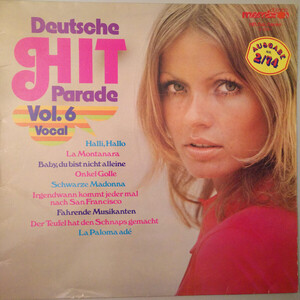 Deutsche
HIT
Parade
Vol. 6
Vocal
AUSGABE
2/74
Halli, Hallo
La Montanara
Baby, du bist nicht alleine
Onkel Golle
Schwarze Madonna
Irgendwann kommt jeder mal
nach San Francisco
Fahrende Musikanten
Der Teufel hat den Schnaps gemacht
La Paloma adé